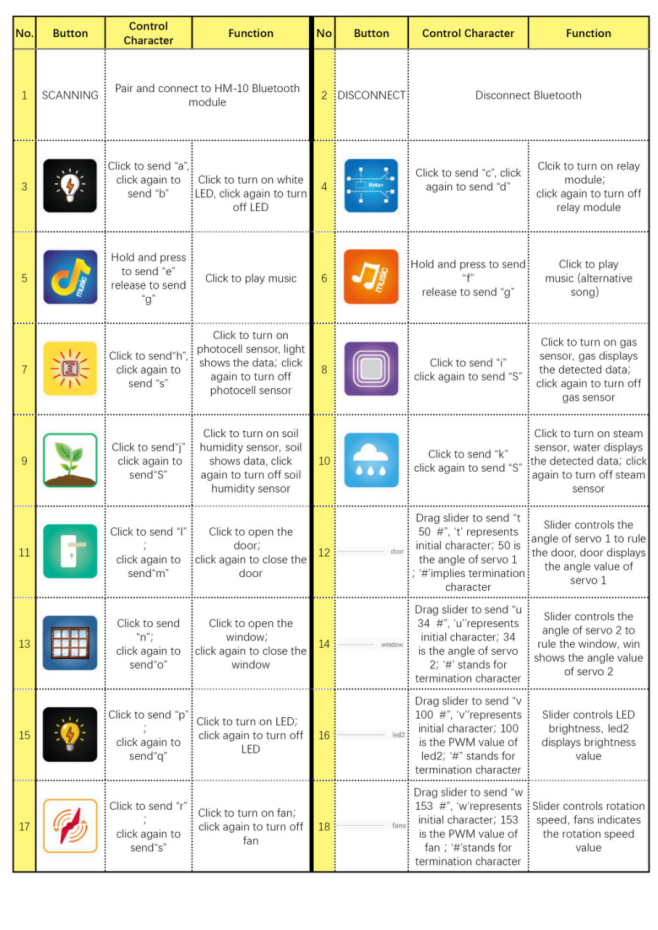 No.
Button
Control
Character
Function
No
Button
Control Character
Function
1
SCANNING
Pair and connect to HM-10 Bluetooth
module
2
DISCONNECT
Disconnect Bluetooth
3
Click to send “a”,
click again to
send “b”
Click to turn on white
LED, click again to turn
off LED
4
Click to send “c”, click
again to send “d”
Clcik to turn on relay
module;
click again to turn off
relay module
5
music
Hold and press
to send “e”
release to send
“g”
Click to play music
6
music
Hold and press to send
“f”
release to send “g”
Click to play
music (alternative
song)
7
Click to send“h”,
click again to
send “s”
Click to turn on
photocell sensor, light
shows the data; click
again to turn off
photocell sensor
8
Click to send “i”
click again to send “S”
Click to turn on gas
sensor, gas displays
the detected data;
click again to turn off
gas sensor
9
Click to send“j”
click again to
send“S”
Click to turn on soil
humidity sensor, soil
shows data, click
again to turn off soil
humidity sensor
10
Click to send “k”
click again to send “S”
Click to turn on steam
sensor, water displays
the detected data; click
again to turn off steam
sensor
11
Click to send “l”
;
click again to
send“m”
Click to open the
door;
click again to close the
door
12
door
Drag slider to send “t
50 #”, ‘t’ represents
initial character; 50 is
the angle of servo 1
; ‘#’implies termination
character
Slider controls the
angle of servo 1 to rule
the door, door displays
the angle value of
servo 1
13
Click to send
“n”;
click again to
send“o”
Click to open the
window;
click again to close the
window
14
window
Drag slider to send “u
34 #”, ‘u’’represents
initial character; 34
is the angle of servo
2; ‘#’ stands for
termination character
Slider controls the
angle of servo 2 to
rule the window, win
shows the angle value
of servo 2
15
Click to send “p”
;
click again to
send“q”
Click to turn on LED;
click again to turn off
LED
16
led2
Drag slider to send “v
100 #”, ‘v’’represents
initial character; 100
is the PWM value of
led2; ‘#” stands for
termination character
Slider controls LED
brightness, led2
displays brightness
value
17
Click to send “r”
;
click again to
send“s”
Click to turn on fan;
click again to turn off
fan
18
fans
Drag slider to send “w
153 #”, ‘w’represents
initial character; 153
is the PWM value of
fan ; ‘#’stands for
termination character
Slider controls rotation
speed, fans indicates
the rotation speed
value